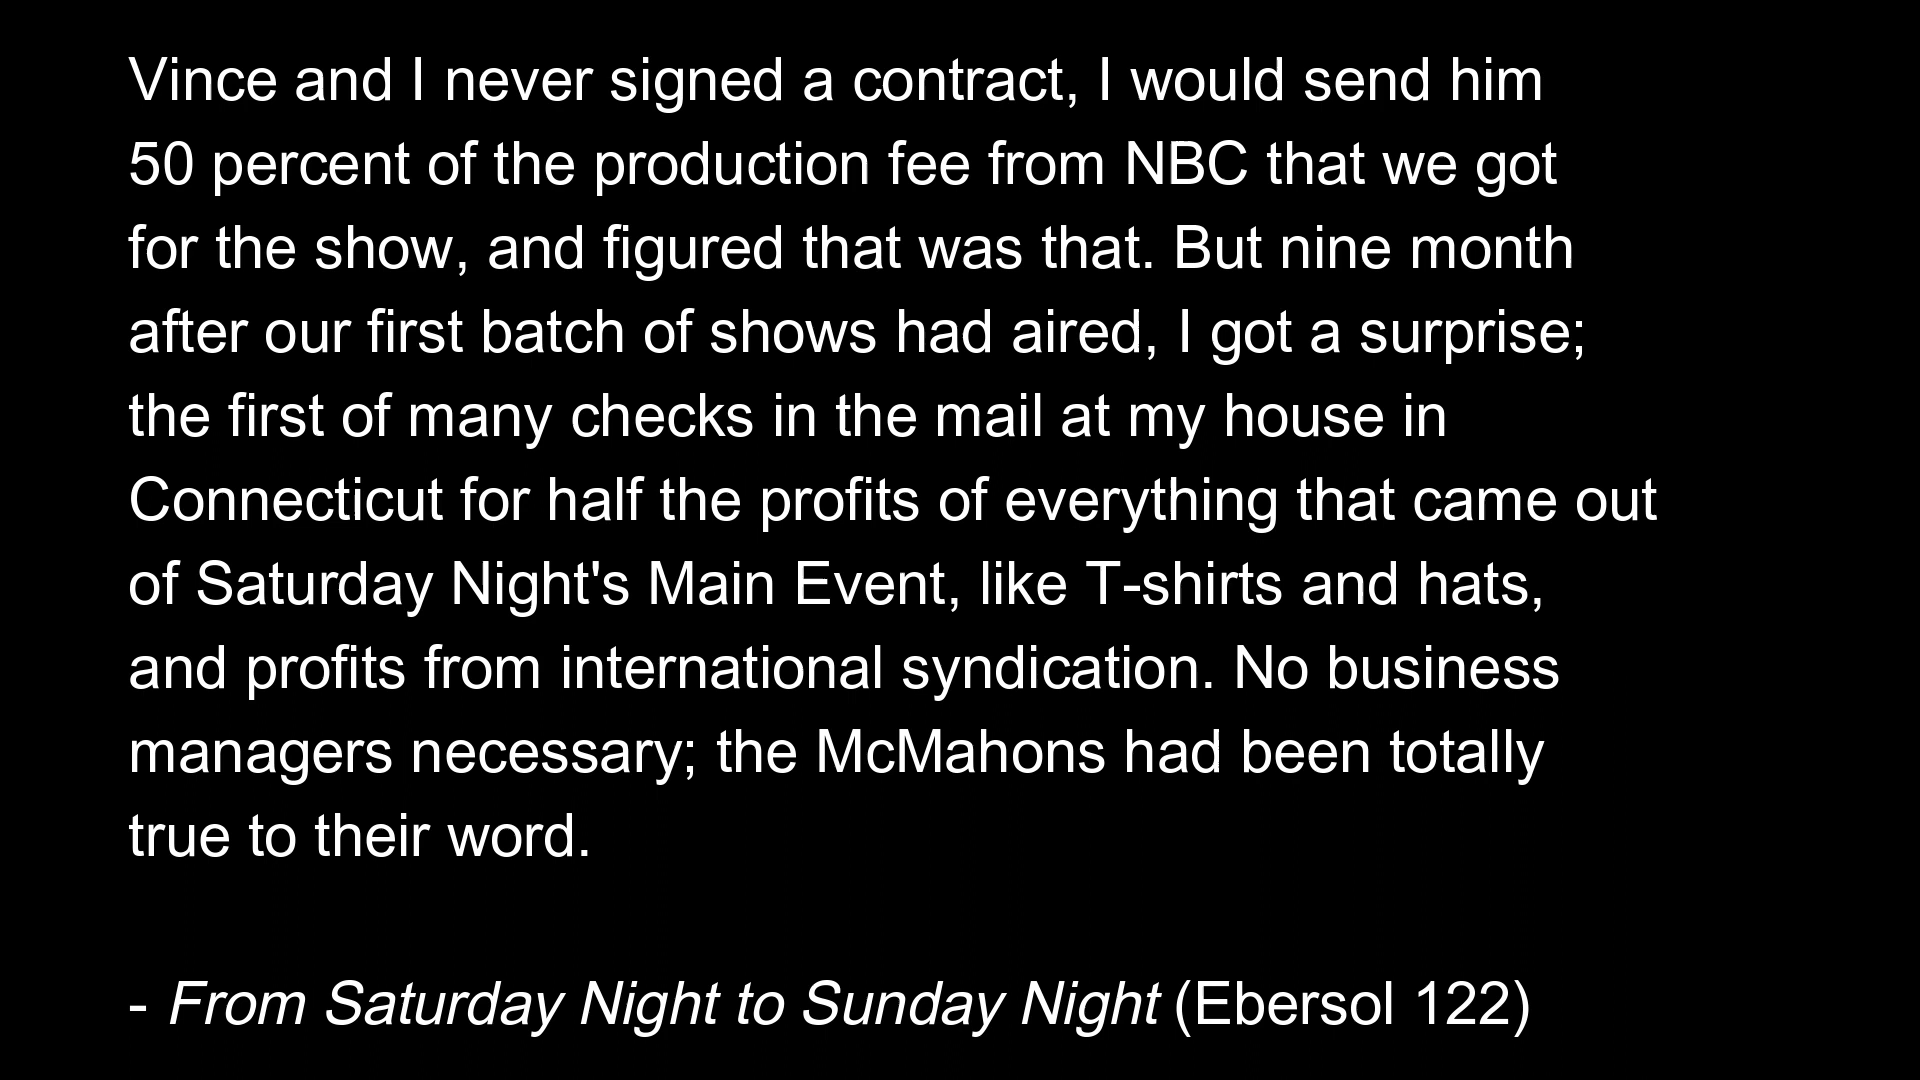 Vince and I never signed a contract, I would send him
50 percent of the production fee from NBC that we got
for the show, and figured that was that. But nine month
after our first batch of shows had aired, I got a surprise;
the first of many checks in the mail at my house in
Connecticut for half the profits of everything that came out
of Saturday Night's Main Event, like T-shirts and hats,
and profits from international syndication. No business
managers necessary; the McMahons had been totally
true to their word.
- From Saturday Night to Sunday Night (Ebersol 122)